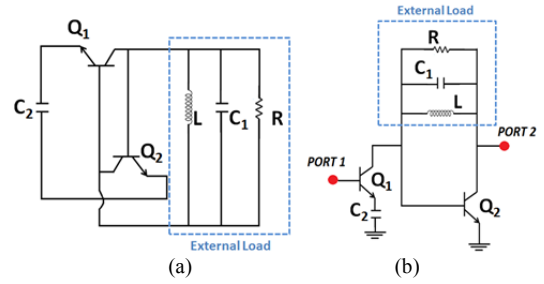 Q1
C2
Q2
L
C1
R
External Load
(a)
External Load
R
C1
L
PORT 1
PORT 2
Q1
C2
Q2
(b)